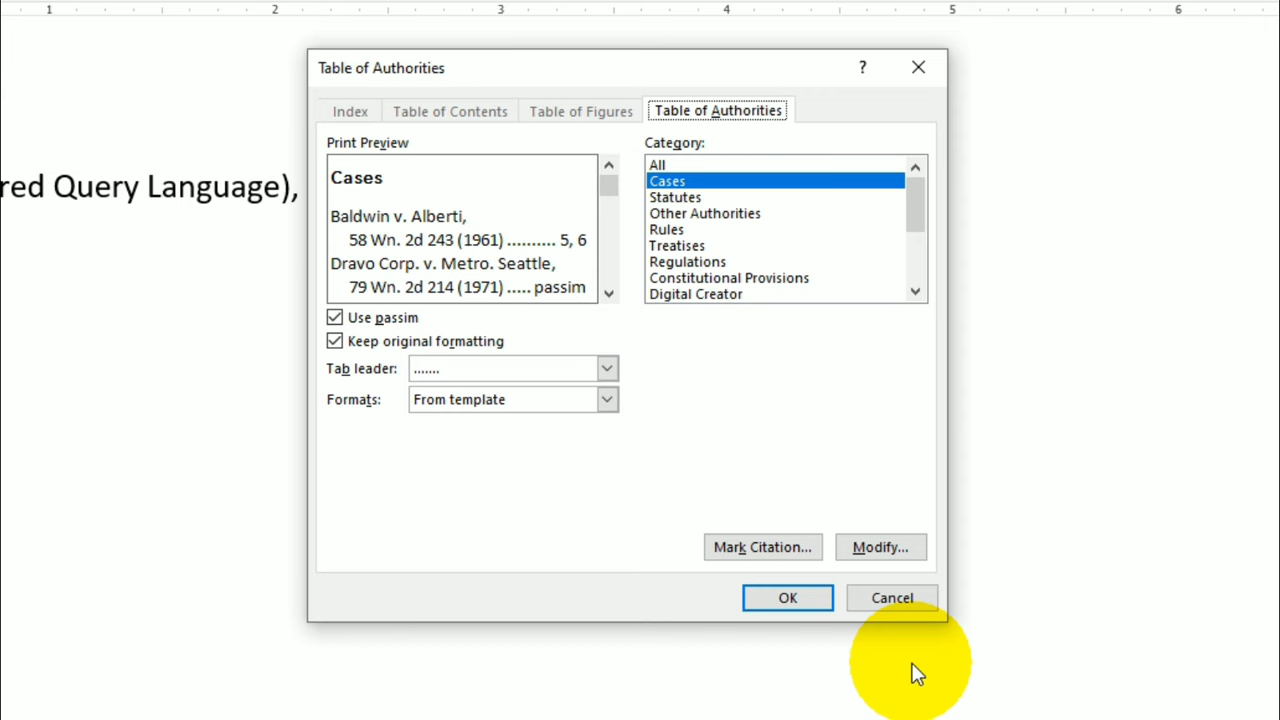 1 2 3 4 5 6
Table of Authorities ?
Index Table of Contents Table of Figures Table of Authorities
Print Preview Category:
Cases
Baldwin v. Alberti,
58 Wn. 2d 243 (1961) .......... 5, 6
Dravo Corp. v. Metro. Seattle,
79 Wn. 2d 214 (1971) ..... passim
All
Cases
Statutes
Other Authorities
Rules
Treatises
Regulations
Constitutional Provisions
Digital Creator
red Query Language),
Use passim
Keep original formatting
Tab leader: .......
Formats: From template
Mark Citation... Modify...
OK Cancel